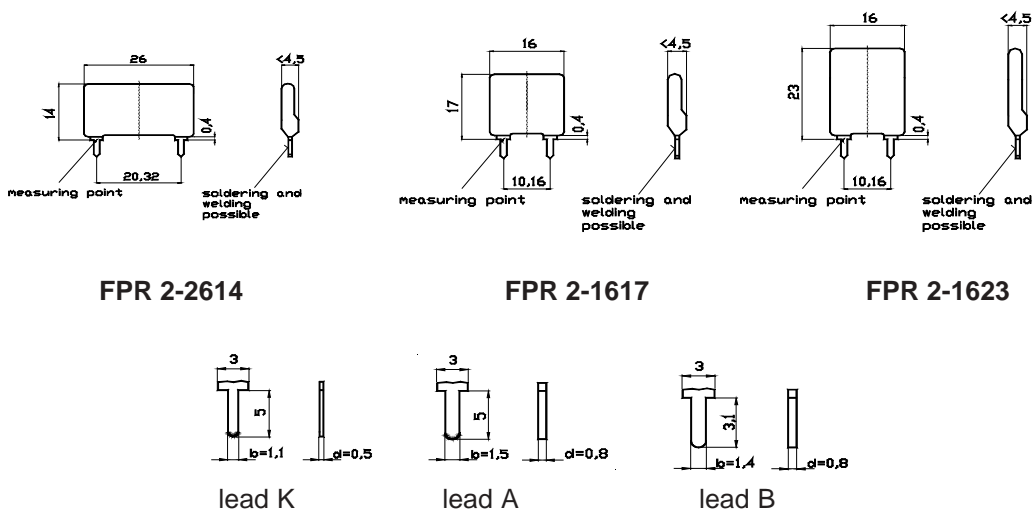 26
<4,5
14
0,4
20,32
measuring point
soldering and
welding
possible
FPR 2-2614
16
<4,5
17
0,4
10,16
measuring point
soldering and
welding
possible
FPR 2-1617
16
<4,5
23
0,4
10,16
measuring point
soldering and
welding
possible
FPR 2-1623
3
5
b=1,1
d=0,5
lead K
3
5
b=1,5
d=0,8
lead A
3
3,1
b=1,4
d=0,8
lead B